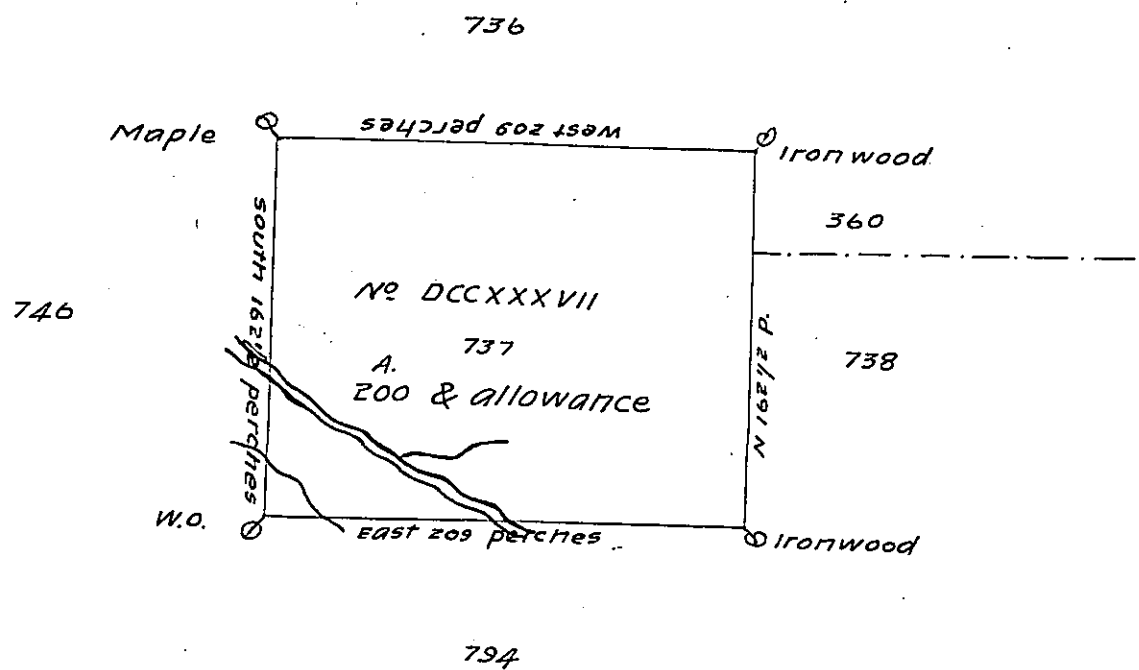 736
Maple
West 209 perches
Ironwood
360
South 162½ perches
746
Nº DCCXXXVII
737
A.
200 & allowance
N 162½ P.
738
W.O.
East 209 perches
Ironwood
794